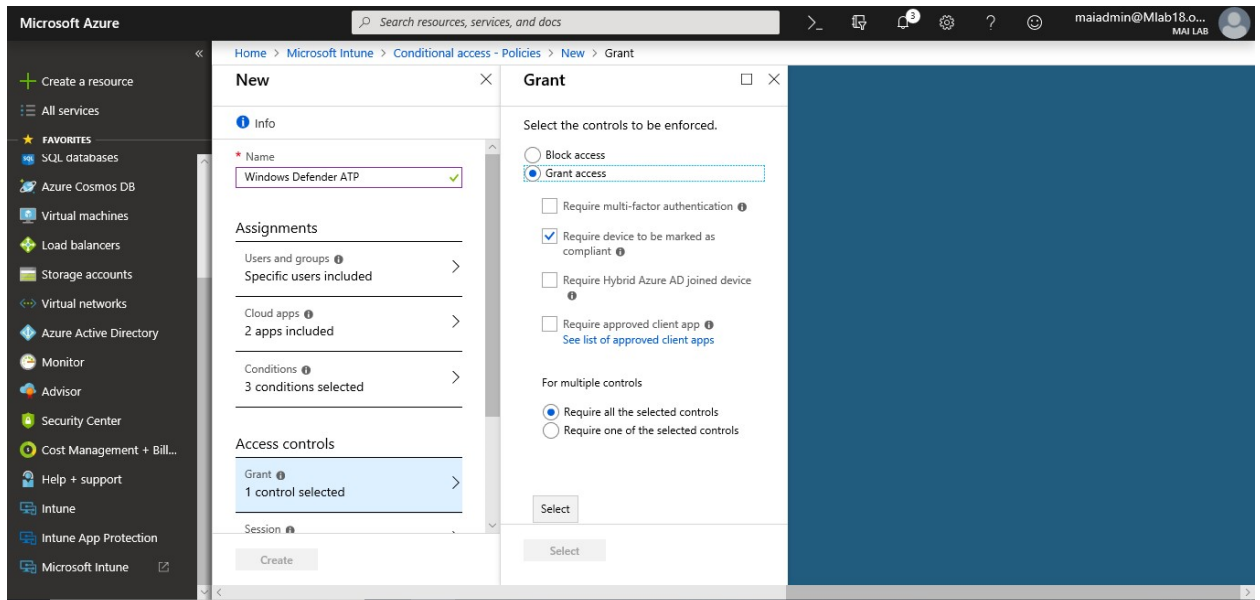 Microsoft Azure
Search resources, services, and docs
3
maiadmin@Mlab18.o...
MAI LAB
Home > Microsoft Intune > Conditional access - Policies > New > Grant
Create a resource
All services
FAVORITES
SQL databases
Azure Cosmos DB
Virtual machines
Load balancers
Storage accounts
Virtual networks
Azure Active Directory
Monitor
Advisor
Security Center
Cost Management + Bill...
Help + support
Intune
Intune App Protection
Microsoft Intune
New
Info
* Name
Windows Defender ATP
Assignments
Users and groups
Specific users included
Cloud apps
2 apps included
Conditions
3 conditions selected
Access controls
Grant
1 control selected
Session
Create
Grant
Select the controls to be enforced.
Block access
Grant access
Require multi-factor authentication
Require device to be marked as
compliant
Require Hybrid Azure AD joined device
Require approved client app
See list of approved client apps
For multiple controls
Require all the selected controls
Require one of the selected controls
Select
Select